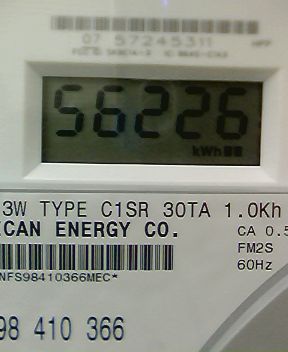 07 57245311
56226
kWh
3W TYPE C1SR 30TA 1.0Kh
ICAN ENERGY CO. CA 0.5
FM2S
NFS98410366MEC* 60Hz
98 410 366